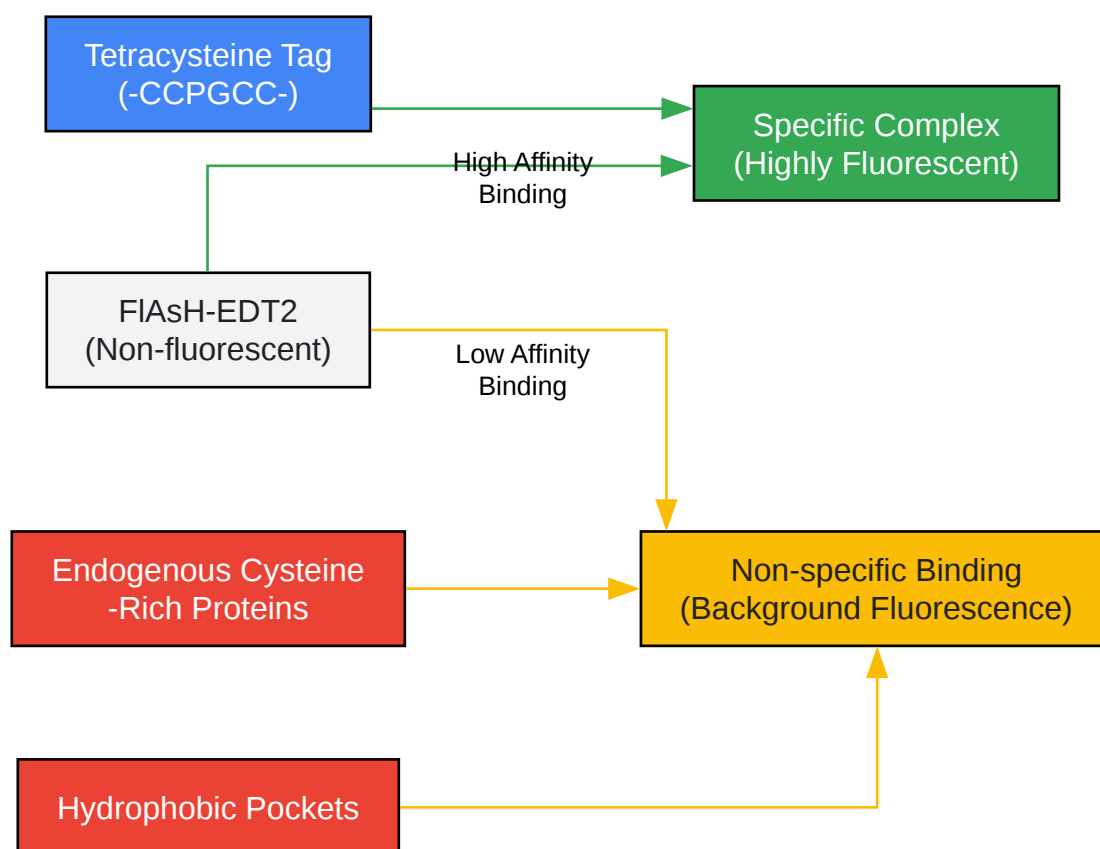 Tetracysteine Tag
(-CCPGCC-)
Specific Complex
(Highly Fluorescent)
High Affinity
Binding
FlAsH-EDT2
(Non-fluorescent)
Low Affinity
Binding
Endogenous Cysteine
-Rich Proteins
Non-specific Binding
(Background Fluorescence)
Hydrophobic Pockets